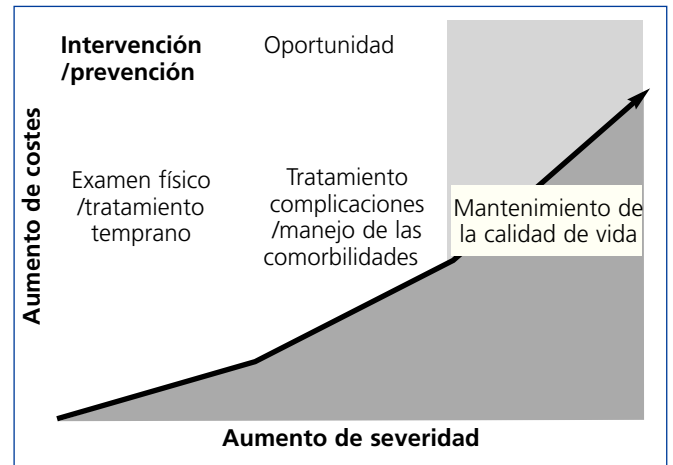 Intervención
/prevención
Oportunidad
Examen físico
/tratamiento
temprano
Tratamiento
complicaciones
/manejo de las
comorbilidades
Mantenimiento de
la calidad de vida
Aumento de costes
Aumento de severidad